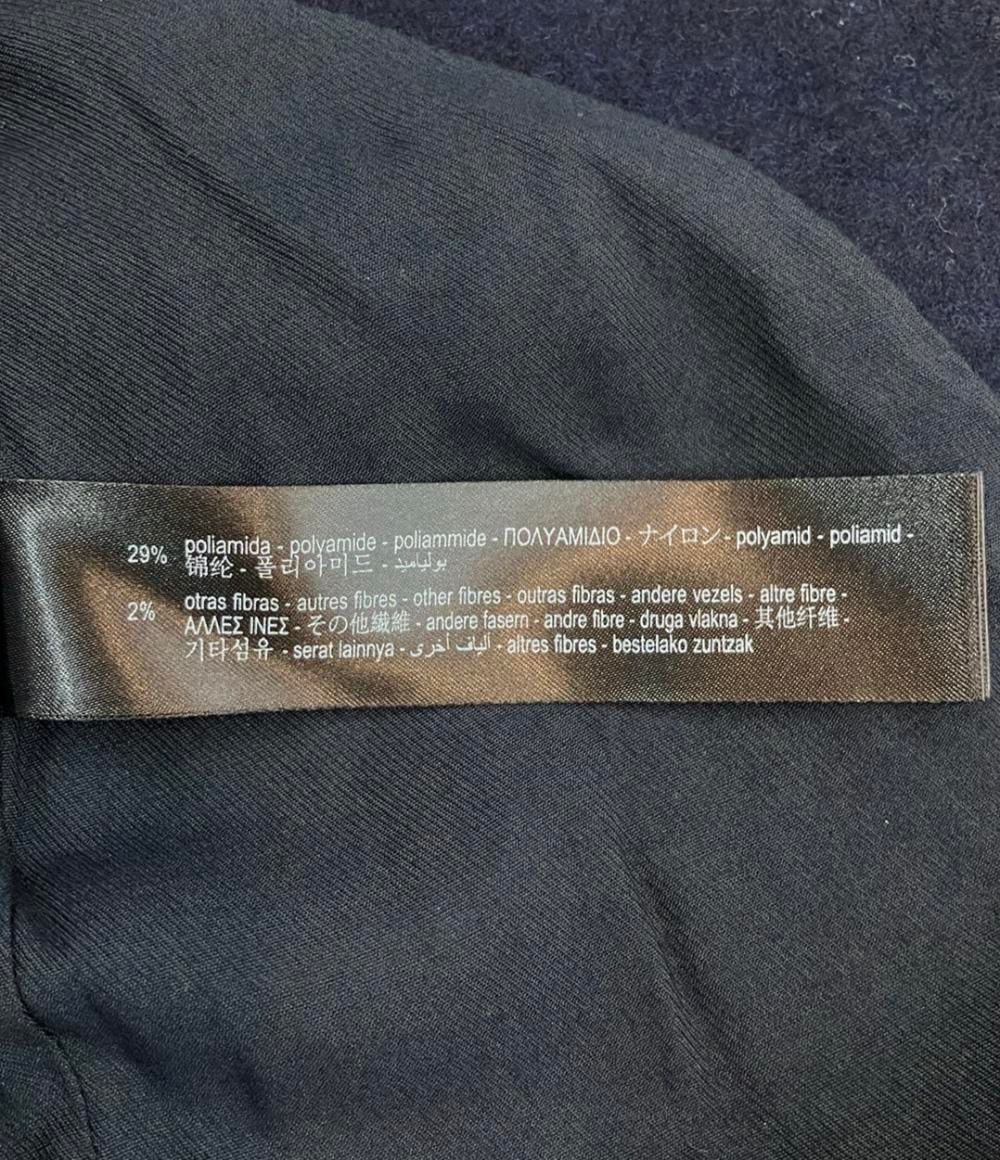 29% poliamida - polyamide - poliammide - ΠΟΛΥΑΜΙΔΙΟ - ナイロン - polyamid - poliamid -
锦纶 - 폴리아미드 - بولياميد
2% otras fibras - autres fibres - other fibres - outras fibras - andere vezels - altre fibre -
ΑΛΛΕΣ ΙΝΕΣ - その他繊維 - andere fasern - andre fibre - druga vlakna - 其他纤维 -
기타섬유 - serat lainnya - ألياف أخرى - altres fibres - bestelako zuntzak